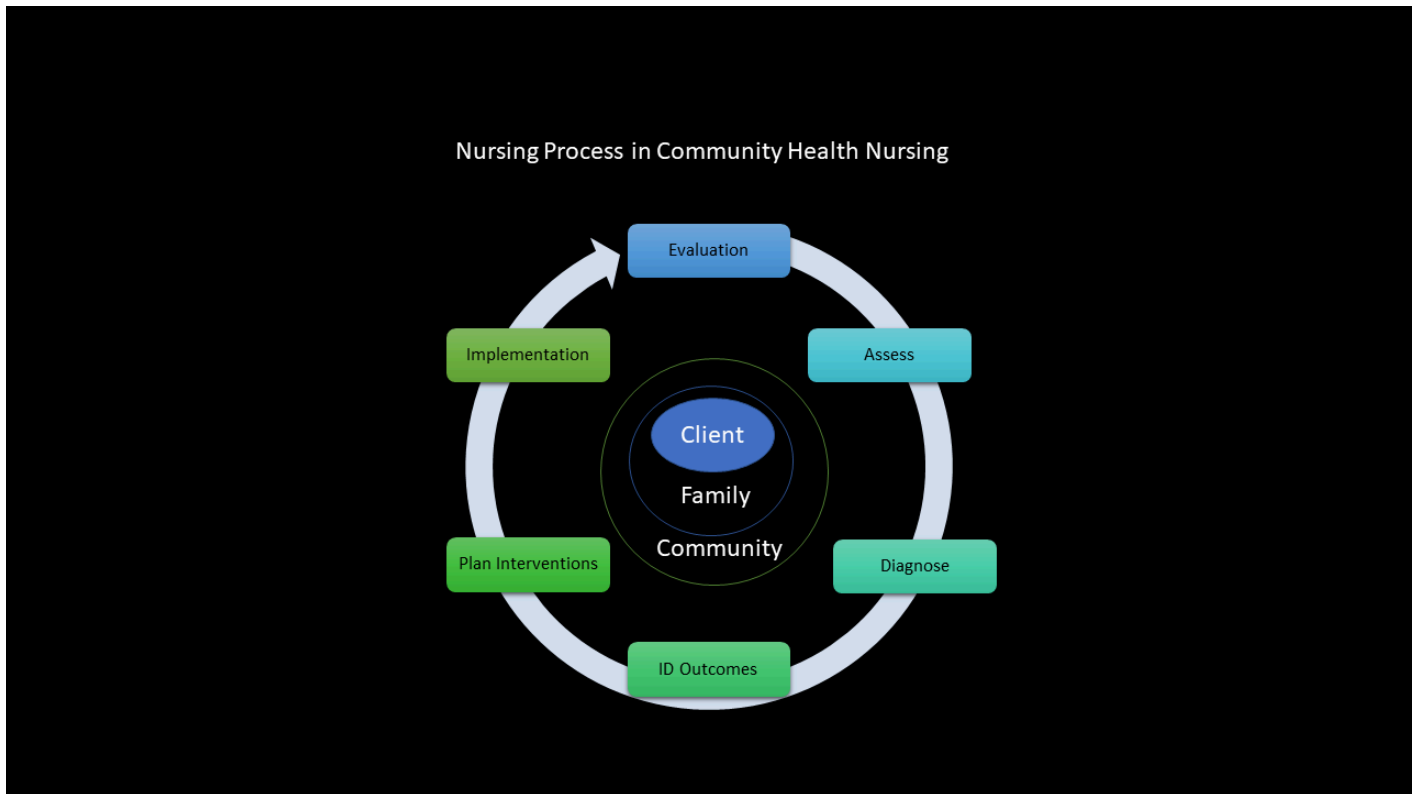 Nursing Process in Community Health Nursing
Evaluation
Implementation
Assess
Client
Family
Community
Plan Interventions
Diagnose
ID Outcomes